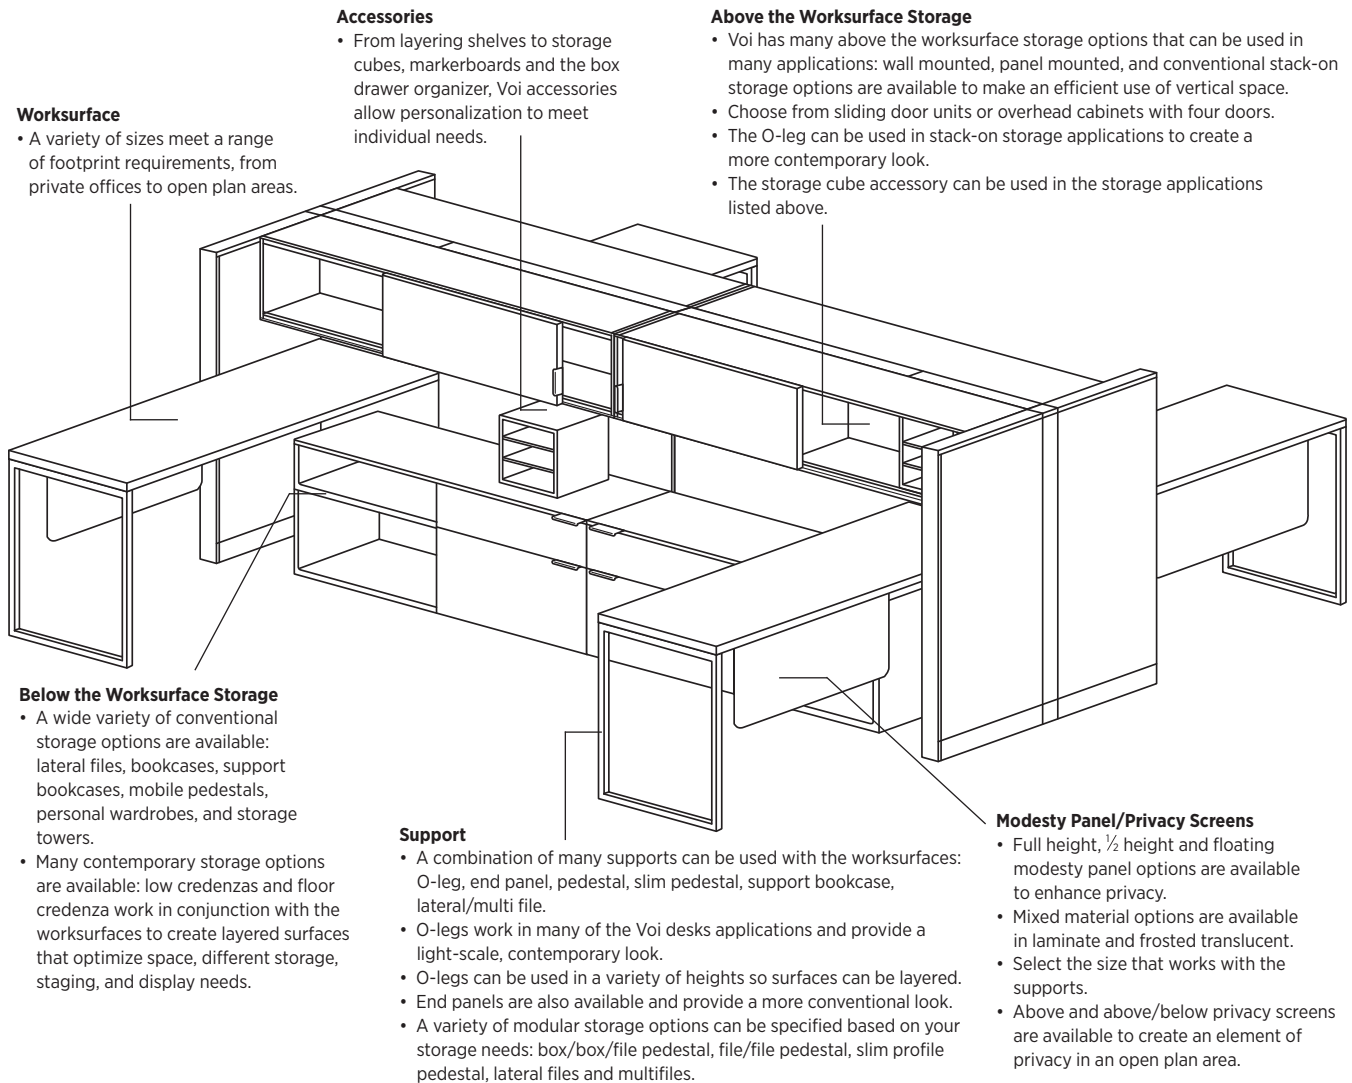 Accessories
• From layering shelves to storage
cubes, markerboards and the box
drawer organizer, Voi accessories
allow personalization to meet
individual needs.
Above the Worksurface Storage
• Voi has many above the worksurface storage options that can be used in
many applications: wall mounted, panel mounted, and conventional stack-on
storage options are available to make an efficient use of vertical space.
• Choose from sliding door units or overhead cabinets with four doors.
• The O-leg can be used in stack-on storage applications to create a
more contemporary look.
• The storage cube accessory can be used in the storage applications
listed above.
Worksurface
• A variety of sizes meet a range
of footprint requirements, from
private offices to open plan areas.
Below the Worksurface Storage
• A wide variety of conventional
storage options are available:
lateral files, bookcases, support
bookcases, mobile pedestals,
personal wardrobes, and storage
towers.
• Many contemporary storage options
are available: low credenzas and floor
credenza work in conjunction with the
worksurfaces to create layered surfaces
that optimize space, different storage,
staging, and display needs.
Support
• A combination of many supports can be used with the worksurfaces:
O-leg, end panel, pedestal, slim pedestal, support bookcase,
lateral/multi file.
• O-legs work in many of the Voi desks applications and provide a
light-scale, contemporary look.
• O-legs can be used in a variety of heights so surfaces can be layered.
• End panels are also available and provide a more conventional look.
• A variety of modular storage options can be specified based on your
storage needs: box/box/file pedestal, file/file pedestal, slim profile
pedestal, lateral files and multifiles.
Modesty Panel/Privacy Screens
• Full height, ½ height and floating
modesty panel options are available
to enhance privacy.
• Mixed material options are available
in laminate and frosted translucent.
• Select the size that works with the
supports.
• Above and above/below privacy screens
are available to create an element of
privacy in an open plan area.